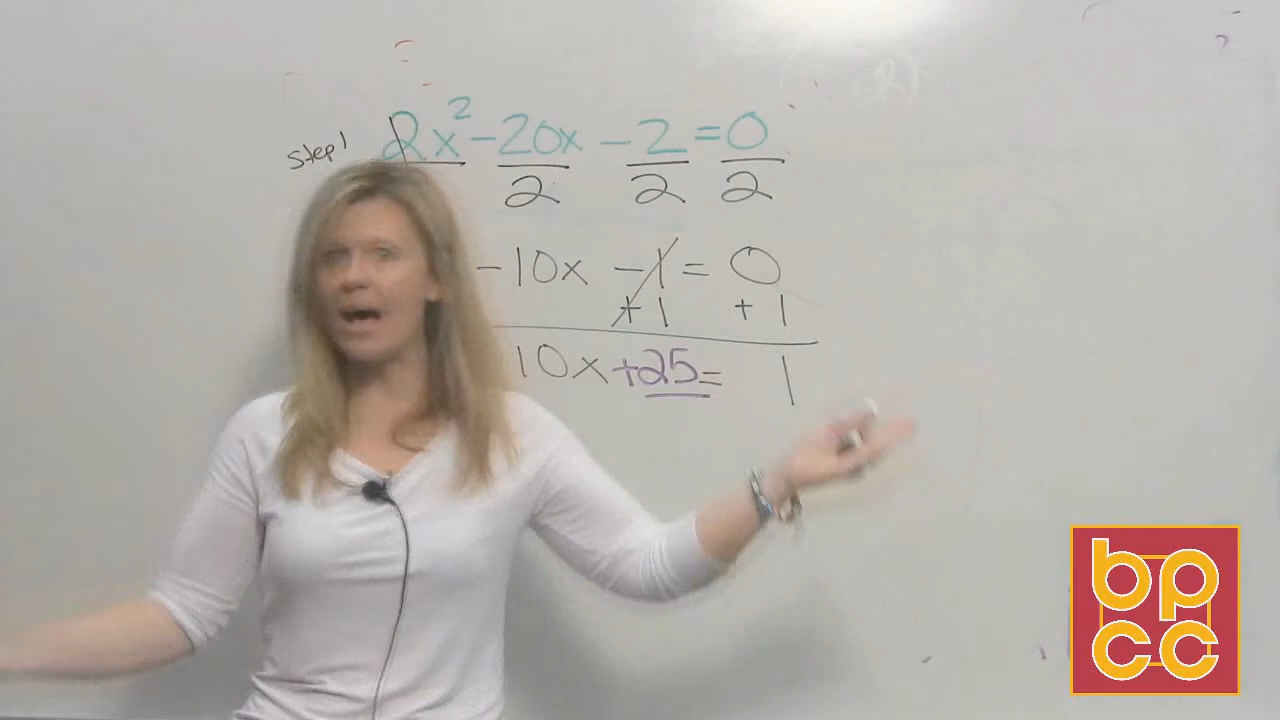 step 1
2x² - 20x - 2 = 0
2 2 2
- 10x - 1 = 0
+ 1 + 1
10x + 25 = 1
bp
cc